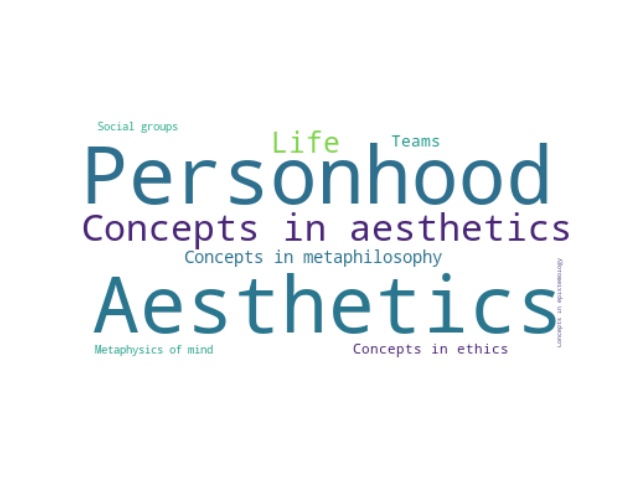 Social groups
Life
Teams
Personhood
Concepts in aesthetics
Concepts in metaphilosophy
Aesthetics
Concepts in epistemology
Metaphysics of mind
Concepts in ethics